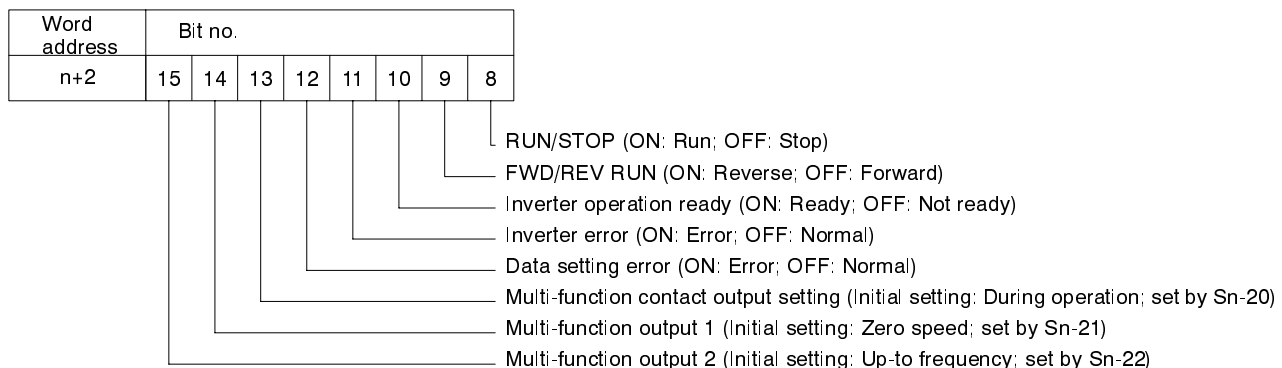 Word address Bit no.
n+2 15 14 13 12 11 10 9 8
RUN/STOP (ON: Run; OFF: Stop)
FWD/REV RUN (ON: Reverse; OFF: Forward)
Inverter operation ready (ON: Ready; OFF: Not ready)
Inverter error (ON: Error; OFF: Normal)
Data setting error (ON: Error; OFF: Normal)
Multi-function contact output setting (Initial setting: During operation; set by Sn-20)
Multi-function output 1 (Initial setting: Zero speed; set by Sn-21)
Multi-function output 2 (Initial setting: Up-to frequency; set by Sn-22)